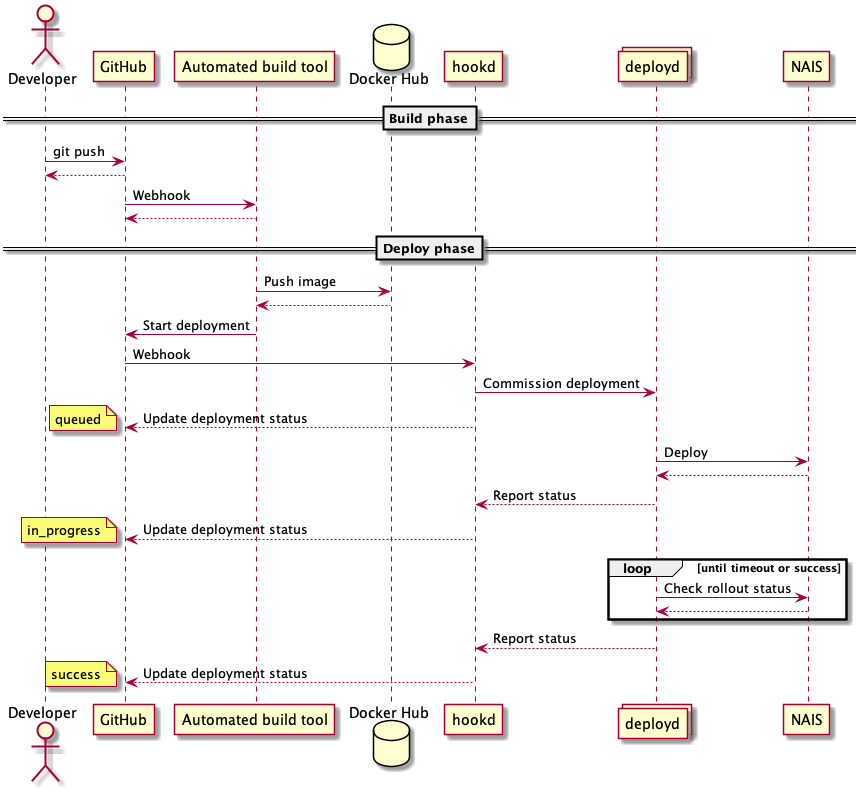 Developer
GitHub
Automated build tool
Docker Hub
hookd
deployd
NAIS
Build phase
git push
Webhook
Deploy phase
Push image
Start deployment
Webhook
Commission deployment
queued
Update deployment status
Deploy
Report status
in_progress
Update deployment status
loop
[until timeout or success]
Check rollout status
Report status
success
Update deployment status
Developer
GitHub
Automated build tool
Docker Hub
hookd
deployd
NAIS